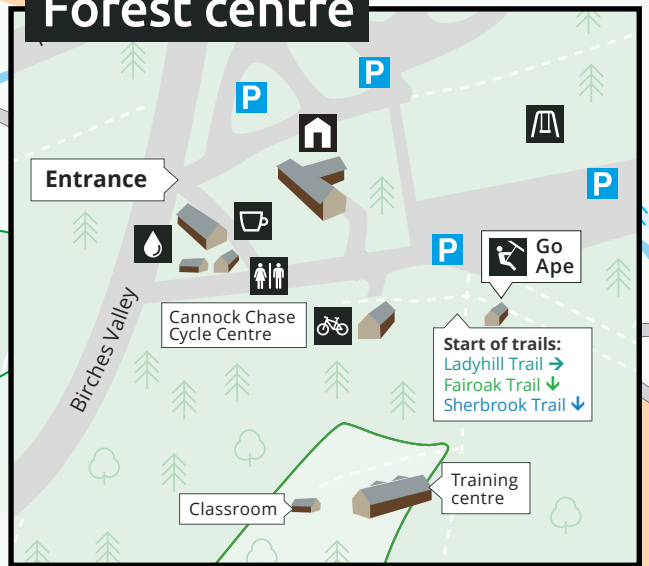 Forest centre
P
P
Entrance
P
P
Go
Ape
Cannock Chase
Cycle Centre
Birches Valley
Start of trails:
Ladyhill Trail →
Fairoak Trail ↓
Sherbrook Trail ↓
Training
centre
Classroom